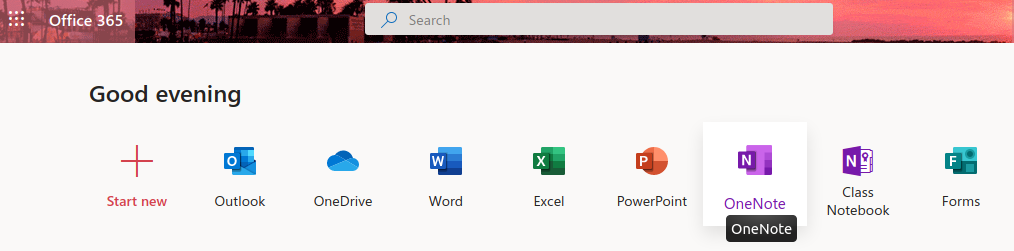 Office 365
Search
Good evening
Start new
Outlook
OneDrive
Word
Excel
PowerPoint
OneNote
Class
Notebook
Forms
OneNote